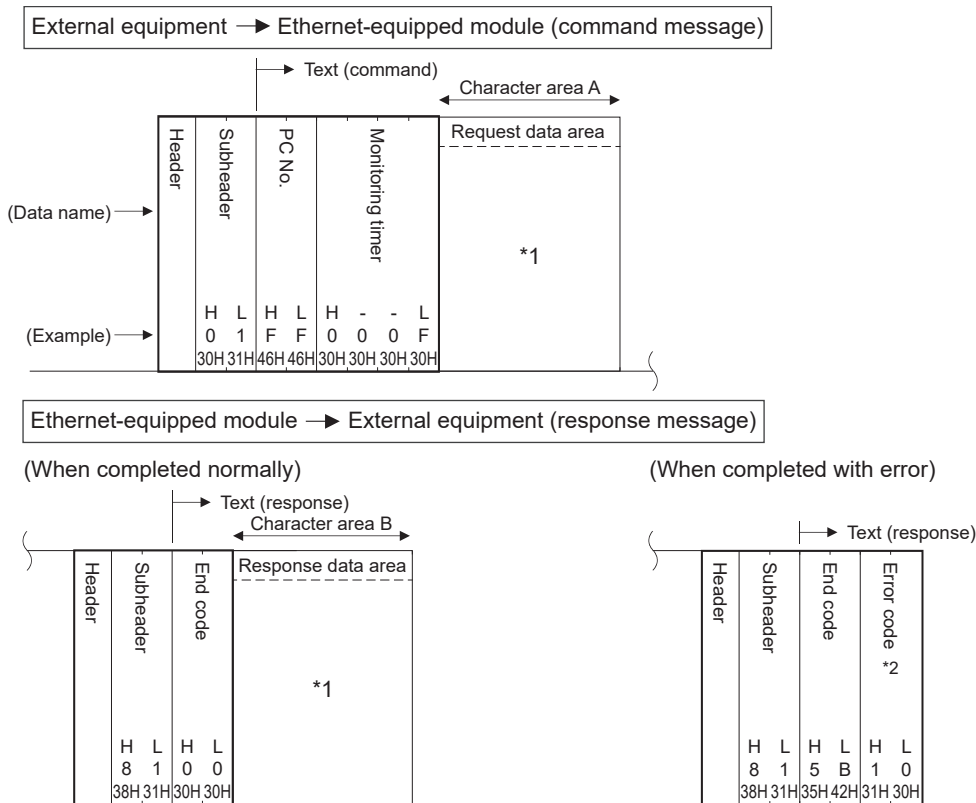 External equipment → Ethernet-equipped module (command message)
Text (command)
Character area A
Header
Subheader
PC No.
Monitoring timer
Request data area
(Data name)
*1
H L H L H - - L
(Example)
0 1 F F 0 0 0 F
30H 31H 46H 46H 30H 30H 30H 30H
Ethernet-equipped module → External equipment (response message)
(When completed normally)
Text (response)
Character area B
Header
Subheader
End code
Response data area
*1
H L H L
8 1 0 0
38H 31H 30H 30H
(When completed with error)
Text (response)
Header
Subheader
End code
Error code
*2
H L H L H L
8 1 5 B 1 0
38H 31H 35H 42H 31H 30H